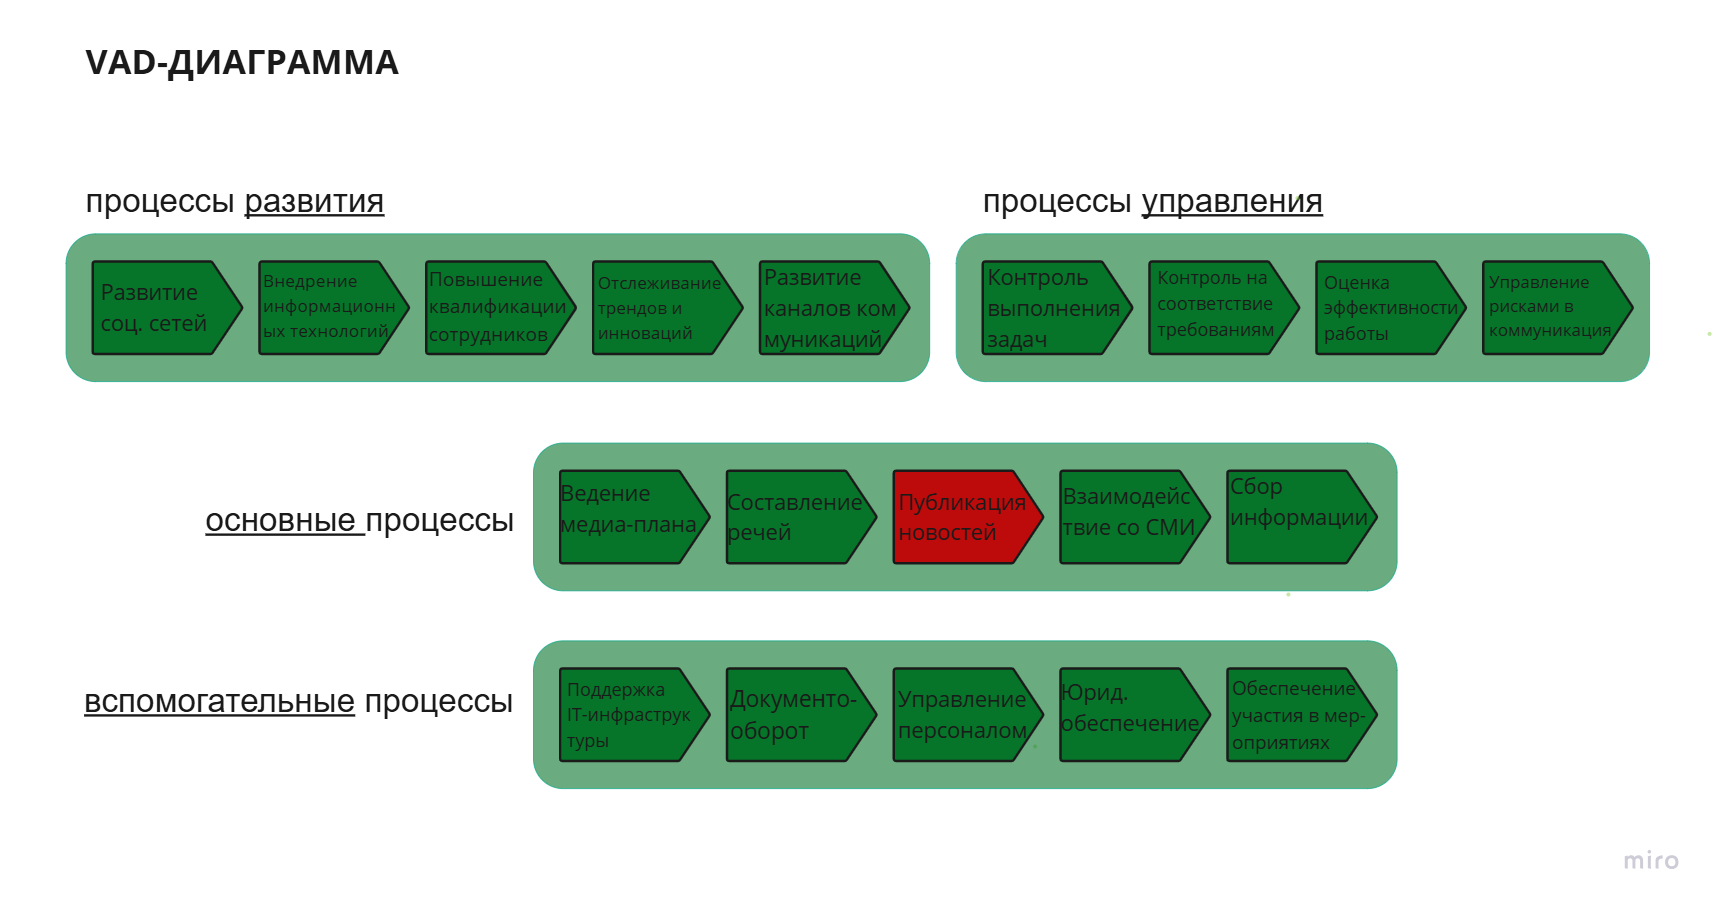 VAD-ДИАГРАММА
процессы развития
процессы управления
Развитие
соц. сетей
Внедрение
информационн
ых технологий
Повышение
квалификации
сотрудников
Отслеживание
трендов и
инноваций
Развитие
каналов ком
муникаций
Контроль
выполнения
задач
Контроль на
соответствие
требованиям
Оценка
эффективности
работы
Управление
рисками в
коммуникация
основные процессы
Ведение
медиа-плана
Составление
речей
Публикация
новостей
Взаимодейс
твие со СМИ
Сбор
информации
вспомогательные процессы
Поддержка
IT-инфраструк
туры
Документо-
оборот
Управление
персоналом
Юрид.
обеспечение
Обеспечение
участия в мер-
оприятиях
miro